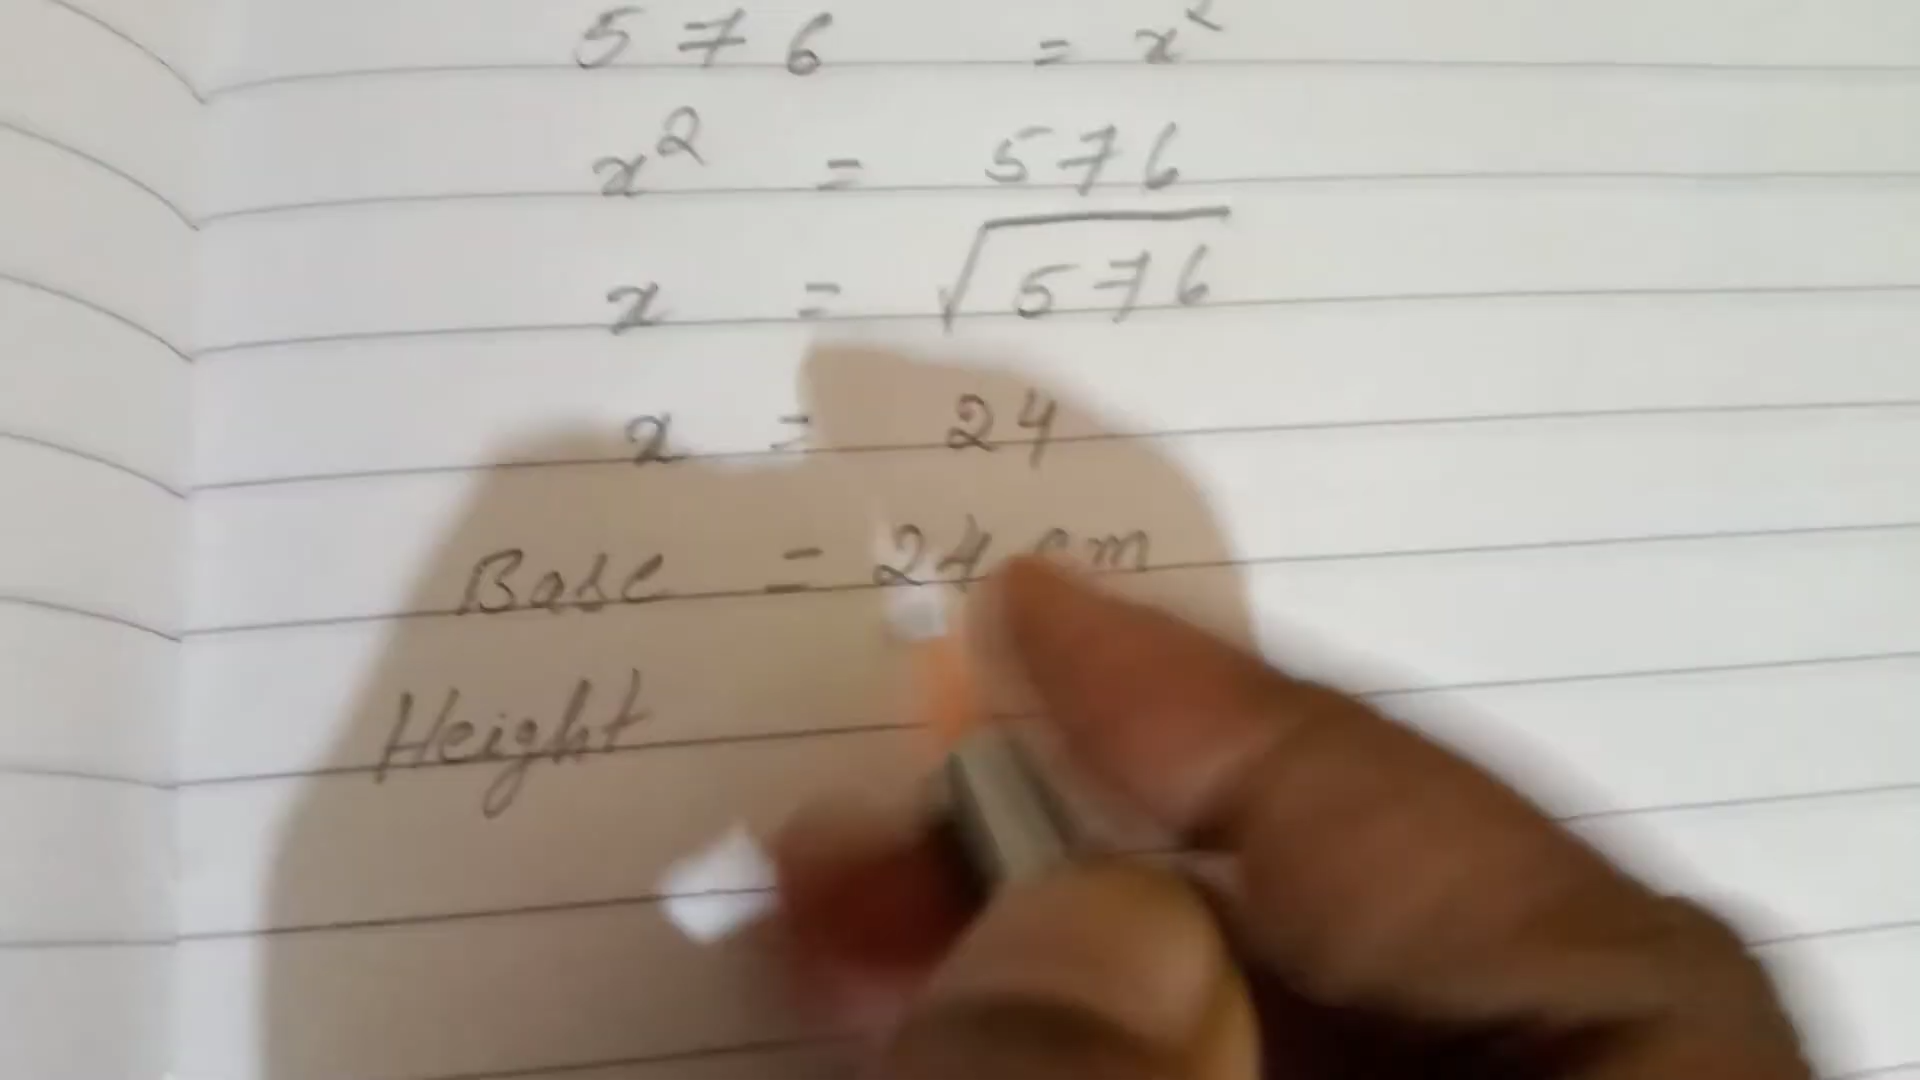 576 = x²
x² = 576
x = √576
x = 24
Base = 24 cm
Height